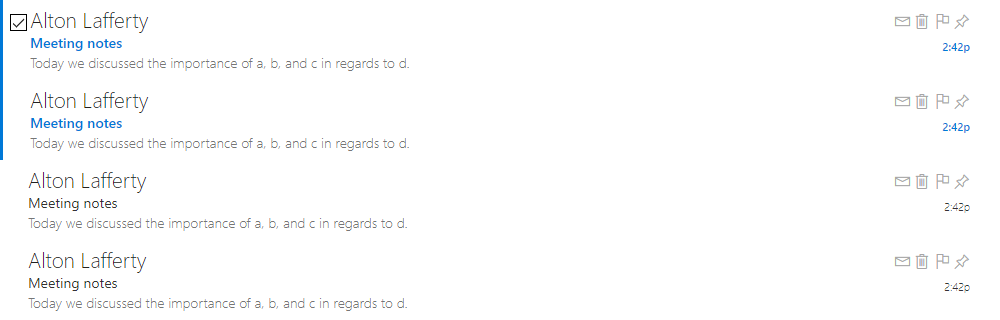 Alton Lafferty
Meeting notes
2:42p
Today we discussed the importance of a, b, and c in regards to d.
Alton Lafferty
Meeting notes
2:42p
Today we discussed the importance of a, b, and c in regards to d.
Alton Lafferty
Meeting notes
2:42p
Today we discussed the importance of a, b, and c in regards to d.
Alton Lafferty
Meeting notes
2:42p
Today we discussed the importance of a, b, and c in regards to d.